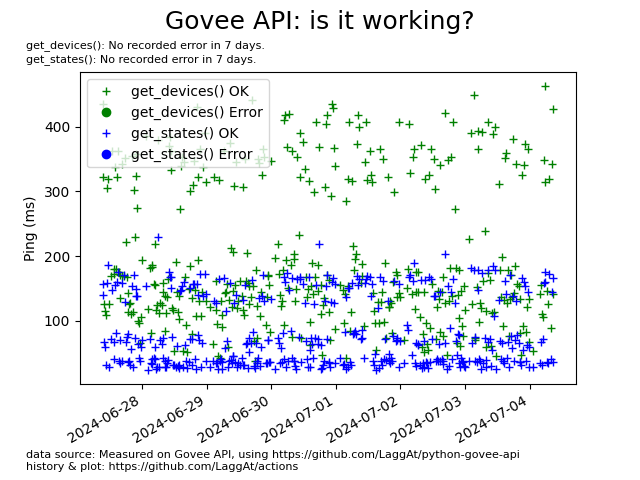 Govee API: is it working?
get_devices(): No recorded error in 7 days.
get_states(): No recorded error in 7 days.
get_devices() OK
get_devices() Error
get_states() OK
get_states() Error
Ping (ms)
400
300
200
100
2024-06-28
2024-06-29
2024-06-30
2024-07-01
2024-07-02
2024-07-03
2024-07-04
data source: Measured on Govee API, using https://github.com/LaggAt/python-govee-api
history & plot: https://github.com/LaggAt/actions